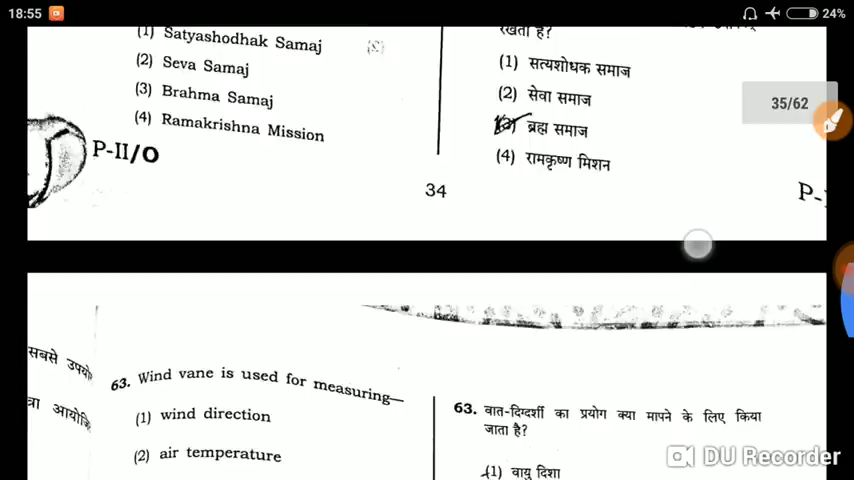 18:55
24%
(1) Satyashodhak Samaj
(2) Seva Samaj
(3) Brahma Samaj
(4) Ramakrishna Mission
P-II/O
रखता है?
(1) सत्यशोधक समाज
(2) सेवा समाज
ब्रह्म समाज
(4) रामकृष्ण मिशन
35/62
34
P-
सबसे
63. Wind vane is used for measuring—
(1) wind direction
(2) air temperature
63. वात-दिग्दर्शी का प्रयोग क्या मापने के लिए किया
जाता है?
(1) वायु दिशा
DU Recorder